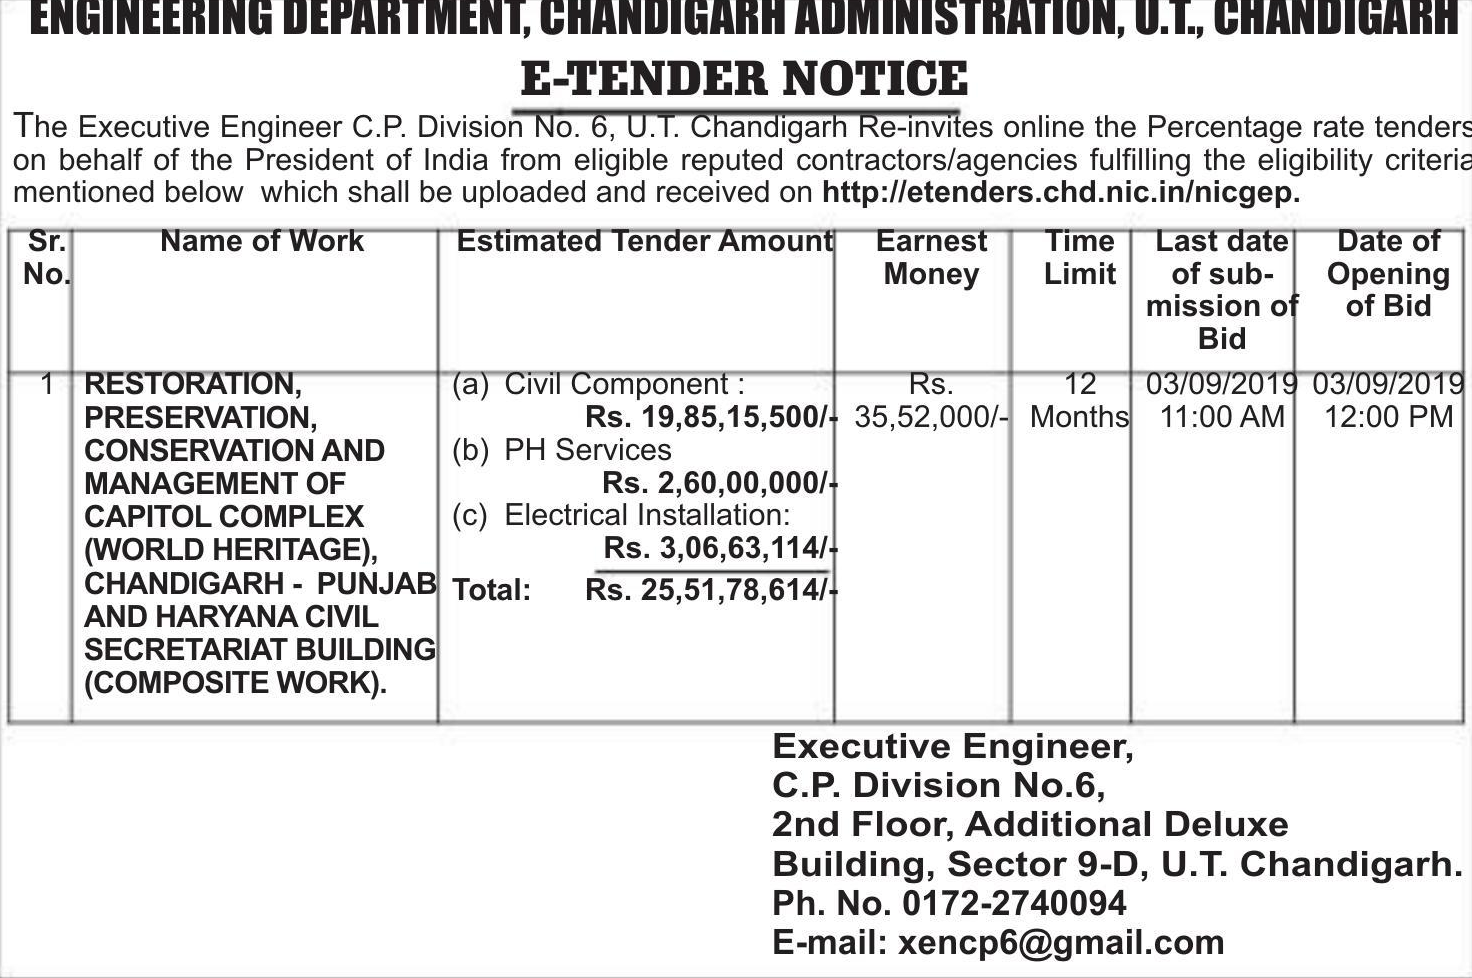 ENGINEERING DEPARTMENT, CHANDIGARH ADMINISTRATION, U.T., CHANDIGARH
E-TENDER NOTICE
The Executive Engineer C.P. Division No. 6, U.T. Chandigarh Re-invites online the Percentage rate tenders
on behalf of the President of India from eligible reputed contractors/agencies fulfilling the eligibility criteria
mentioned below which shall be uploaded and received on http://etenders.chd.nic.in/nicgep.
Sr. No.
Name of Work
Estimated Tender Amount
Earnest
Money
Time
Limit
Last date
of sub-
mission of
Bid
Date of
Opening
of Bid
1
RESTORATION,
PRESERVATION,
CONSERVATION AND
MANAGEMENT OF
CAPITOL COMPLEX
(WORLD HERITAGE),
CHANDIGARH - PUNJAB
AND HARYANA CIVIL
SECRETARIAT BUILDING
(COMPOSITE WORK).
(a) Civil Component :
Rs. 19,85,15,500/-
(b) PH Services
Rs. 2,60,00,000/-
(c) Electrical Installation:
Rs. 3,06,63,114/-
Total: Rs. 25,51,78,614/-
Rs.
35,52,000/-
12
Months
03/09/2019
11:00 AM
03/09/2019
12:00 PM
Executive Engineer,
C.P. Division No.6,
2nd Floor, Additional Deluxe
Building, Sector 9-D, U.T. Chandigarh.
Ph. No. 0172-2740094
E-mail: xencp6@gmail.com